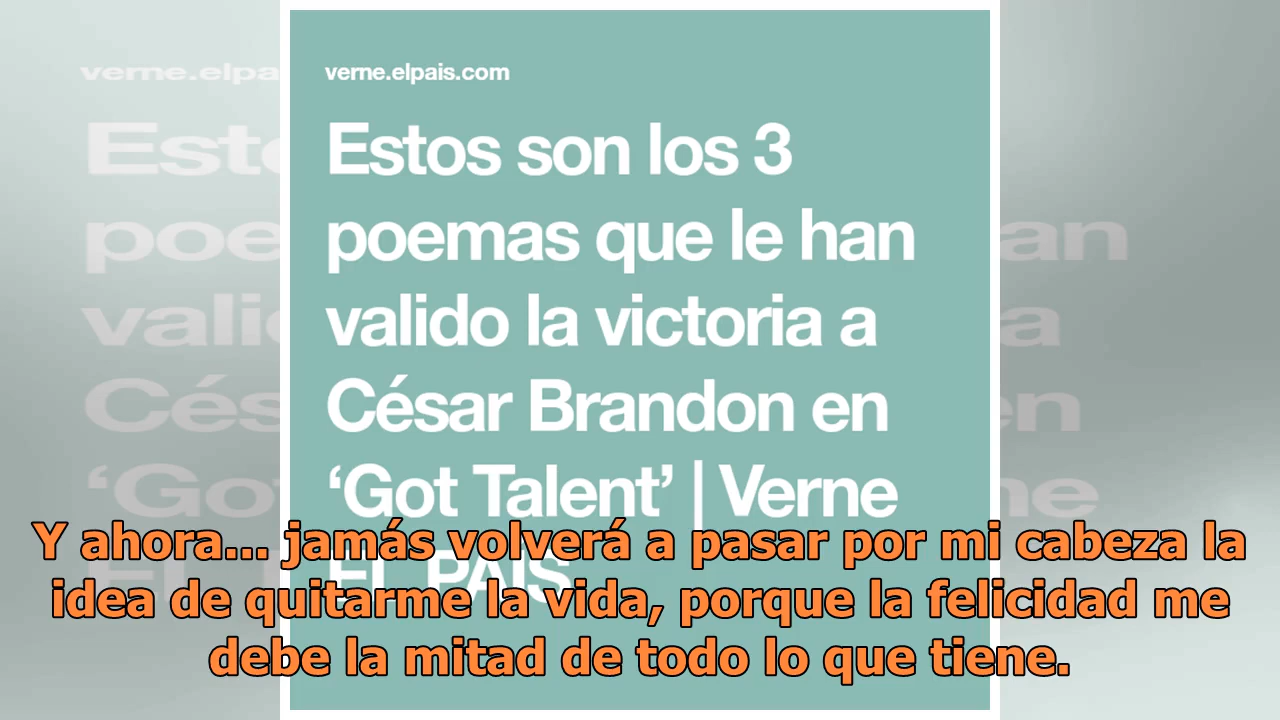 verne.elpais.com
Estos son los 3
poemas que le han
valido la victoria a
César Brandon en
‘Got Talent’ | Verne
EL PAÍS
Y ahora... jamás volverá a pasar por mi cabeza la
idea de quitarme la vida, porque la felicidad me
debe la mitad de todo lo que tiene.